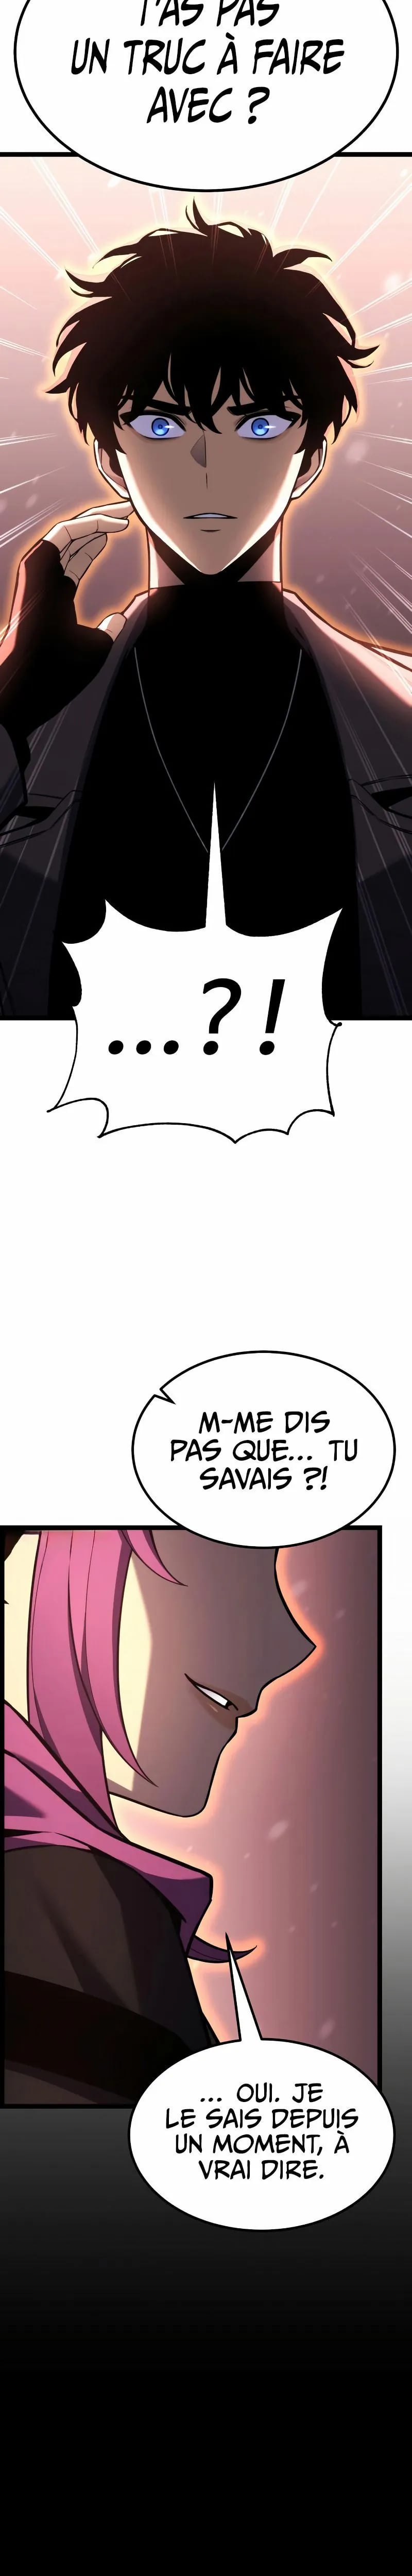 T'AS PAS
UN TRUC À FAIRE
AVEC ?
...?!
M-ME DIS
PAS QUE... TU
SAVAIS ?!
... OUI. JE
LE SAIS DEPUIS
UN MOMENT, À
VRAI DIRE.